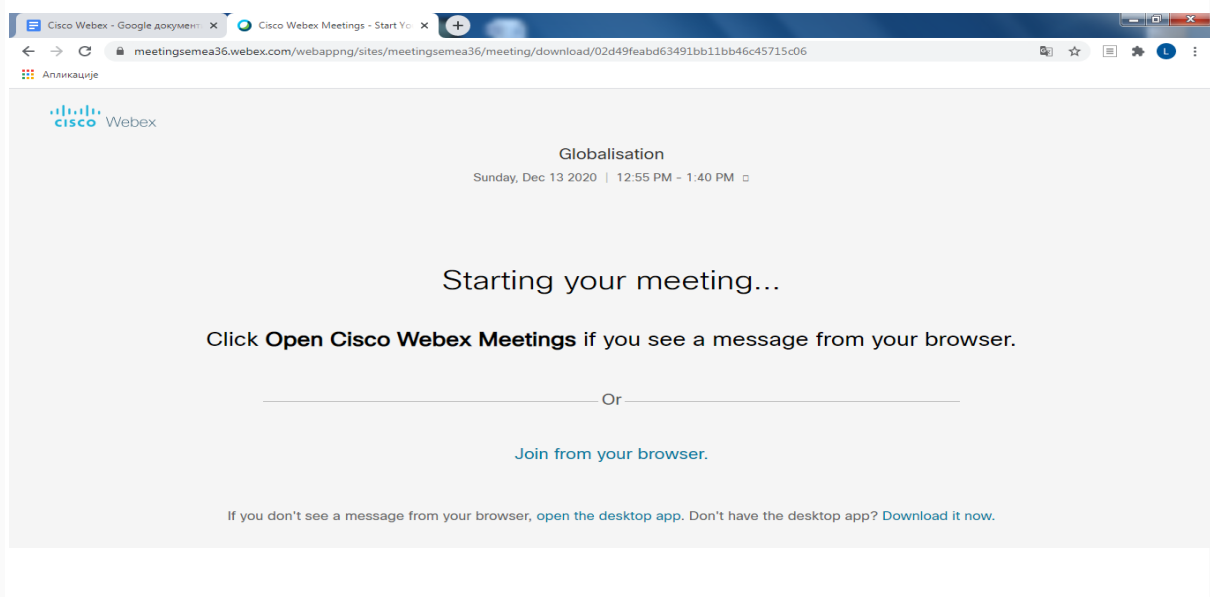 Cisco Webex - Google документ
Cisco Webex Meetings - Start Yo
meetingsemea36.webex.com/webappng/sites/meetingsemea36/meeting/download/02d49feabd63491bb11bb46c45715c06
L
Апликације
CISCO Webex
Globalisation
Sunday, Dec 13 2020 | 12:55 PM - 1:40 PM
Starting your meeting...
Click Open Cisco Webex Meetings if you see a message from your browser.
Or
Join from your browser.
If you don't see a message from your browser, open the desktop app. Don't have the desktop app? Download it now.